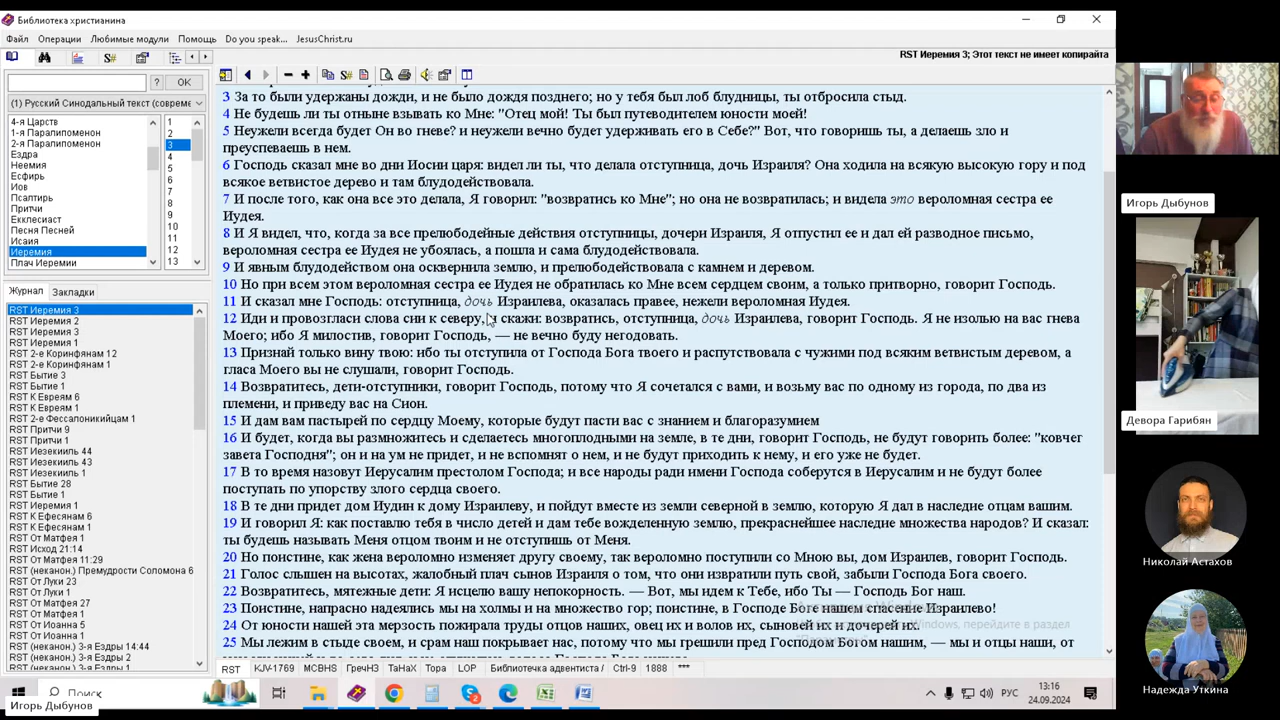 Библиотека христианина
Файл Операции Любимые модули Помощь Do you speak... JesusChrist.ru
RST Иеремия 3; Этот текст не имеет копирайта
S# S#
? OK
(1) Русский Синодальный текст (совреме
4-я Царств 1
1-я Паралипоменон 2
2-я Паралипоменон 3
Ездра 4
Неемия 5
Есфирь 6
Иов 7
Псалтирь 8
Притчи 9
Екклесиаст 10
Песня Песней 11
Исаия 12
Иеремия 13
Плач Иеремии
Журнал Закладки
RST Иеремия 3
RST Иеремия 2
RST Иеремия 3
RST Иеремия 1
RST 2-е Коринфянам 12
RST 2-е Коринфянам 1
RST Бытие 3
RST Бытие 1
RST К Евреям 6
RST К Евреям 1
RST 2-е Фессалоникийцам 1
RST Притчи 9
RST Притчи 1
RST Иезекииль 44
RST Иезекииль 43
RST Иезекииль 1
RST Бытие 28
RST Бытие 1
RST Иеремия 1
RST К Ефесянам 6
RST К Ефесянам 1
RST От Матфея 1
RST Исход 21:14
RST От Матфея 11:29
RST (неканон.) Премудрости Соломона 6
RST От Луки 23
RST От Луки 1
RST От Матфея 27
RST От Матфея 1
RST От Иоанна 5
RST От Иоанна 1
RST (неканон.) 3-я Ездры 14:44
RST От Матфея 18
RST От Матфея 1
RST (неканон.) 3-я Ездры 1
3 За то были удержаны дожди, и не было дождя позднего; но у тебя был лоб блудницы, ты отбросила стыд.
4 Не будешь ли ты отныне взывать ко Мне: "Отец мой! Ты был путеводителем юности моей!
5 Неужели всегда будет Он во гневе? и неужели вечно будет удерживать его в Себе?" Вот, что говоришь ты, а делаешь зло и
преуспеваешь в нем.
6 Господь сказал мне во дни Иосии царя: видел ли ты, что делала отступница, дочь Израиля? Она ходила на всякую высокую гору и под
всякое ветвистое дерево и там блудодействовала.
7 И после того, как она все это делала, Я говорил: "возвратись ко Мне"; но она не возвратилась; и видела это вероломная сестра ее
Иудея.
8 И Я видел, что, когда за все прелюбодейные действия отступницы, дочери Израиля, Я отпустил ее и дал ей разводное письмо,
вероломная сестра ее Иудея не убоялась, а пошла и сама блудодействовала.
9 И явным блудодейством она осквернила землю, и прелюбодействовала с камнем и деревом.
10 Но при всем этом вероломная сестра ее Иудея не обратилась ко Мне всем сердцем своим, а только притворно, говорит Господь.
11 И сказал мне Господь: отступница, дочь Израилева, оказалась правее, нежели вероломная Иудея.
12 Иди и провозгласи слова сии к северу, и скажи: возвратись, отступница, дочь Израилева, говорит Господь. Я не изолью на вас гнева
Моего; ибо Я милостив, говорит Господь, — не вечно буду негодовать.
13 Признай только вину твою: ибо ты отступила от Господа Бога твоего и распутствовала с чужими под всяким ветвистым деревом, а
гласа Моего вы не слушали, говорит Господь.
14 Возвратитесь, дети-отступники, говорит Господь, потому что Я сочетался с вами, и возьму вас по одному из города, по два из
племени, и приведу вас на Сион.
15 И дам вам пастырей по сердцу Моему, которые будут пасти вас с знанием и благоразумием
16 И будет, когда вы размножитесь и сделаетесь многоплодными на земле, в те дни, говорит Господь, не будут говорить более: "ковчег
завета Господня"; он и на ум не придет, и не вспомнят о нем, и не будут приходить к нему, и его уже не будет.
17 В то время назовут Иерусалим престолом Господа; и все народы ради имени Господа соберутся в Иерусалим и не будут более
поступать по упорству злого сердца своего.
18 В те дни придет дом Иудин к дому Израилеву, и пойдут вместе из земли северной в землю, которую Я дал в наследие отцам вашим.
19 И говорил Я: как поставлю тебя в число детей и дам тебе вожделенную землю, прекраснейшее наследие множества народов? И сказал:
ты будешь называть Меня отцом твоим и не отступишь от Меня.
20 Но поистине, как жена вероломно изменяет другу своему, так вероломно поступили со Мною вы, дом Израилев, говорит Господь.
21 Голос слышен на высотах, жалобный плач сынов Израиля о том, что они извратили путь свой, забыли Господа Бога своего.
22 Возвратитесь, мятежные дети: Я исцелю вашу непокорность. — Вот, мы идем к Тебе, ибо Ты — Господь Бог наш.
23 Поистине, напрасно надеялись мы на холмы и на множество гор; поистине, в Господе Боге нашем спасение Израилево!
24 От юности нашей эта мерзость пожирала труды отцов наших, овец их и волов их, сыновей их и дочерей их.
25 Мы лежим в стыде своем, и срам наш покрывает нас, потому что мы грешили пред Господом Богом нашим, — мы и отцы наши, от
Windows, перейдите в раздел
RST KJV-1769 МСBHS ГречНЗ ТаНаХ Тора LOP Библиотека адвентиста / Ctrl-9 1888 ***
Поиск
РУС
13:16
24.09.2024
Игорь Дыбунов
Игорь Дыбунов
Девора Гарибян
Николай Астахов
Надежда Уткина